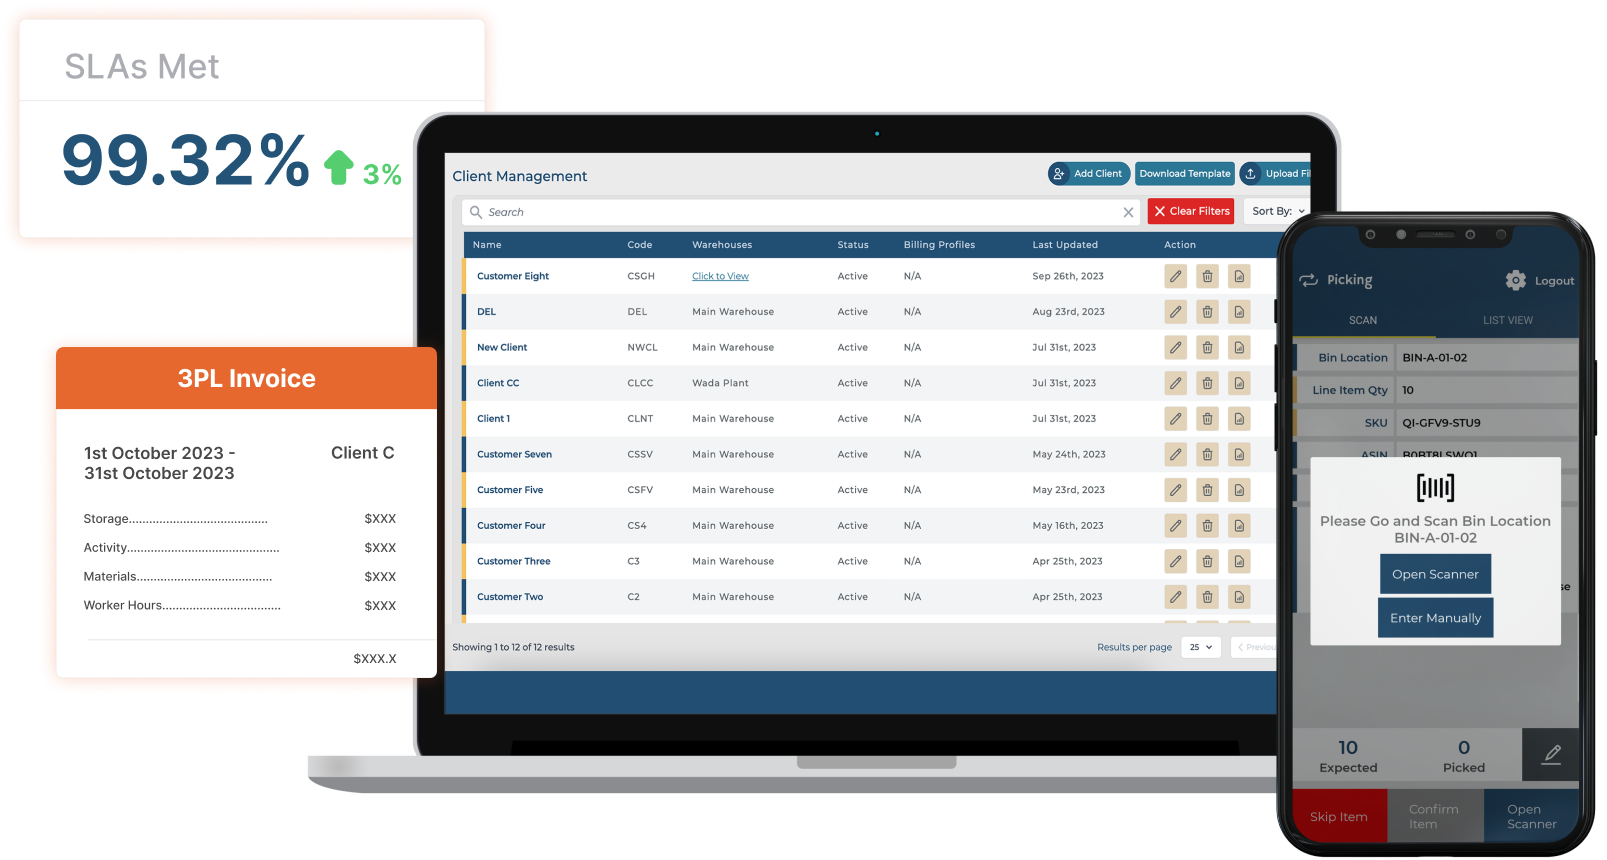 SLAs Met
99.32% 3%
3PL Invoice
1st October 2023 -
31st October 2023
Client C
Storage........................................ $XXX
Activity............................................ $XXX
Materials....................................... $XXX
Worker Hours.................................. $XXX
$XXX.X
Client Management
Add Client
Download Template
Upload
Search
Clear Filters
Sort By:
Name Code Warehouses Status Billing Profiles Last Updated Action
Customer Eight CSGH Click to View Active N/A Sep 26th, 2023
DEL DEL Main Warehouse Active N/A Aug 23rd, 2023
New Client NWCL Main Warehouse Active N/A Jul 31st, 2023
Client CC CLCC Wada Plant Active N/A Jul 31st, 2023
Client 1 CLNT Main Warehouse Active N/A Jul 31st, 2023
Customer Seven CSSV Main Warehouse Active N/A May 24th, 2023
Customer Five CSFV Main Warehouse Active N/A May 23rd, 2023
Customer Four CS4 Main Warehouse Active N/A May 16th, 2023
Customer Three C3 Main Warehouse Active N/A Apr 25th, 2023
Customer Two C2 Main Warehouse Active N/A Apr 25th, 2023
Showing 1 to 12 of 12 results
Results per page 25
Picking
Logout
SCAN LIST VIEW
Bin Location BIN-A-01-02
Line Item Qty 10
SKU QI-GFV9-STU9
ASIN
Please Go and Scan Bin Location
BIN-A-01-02
Open Scanner
Enter Manually
10 0
Expected Picked
Skip Item
Confirm
Item
Open
Scanner